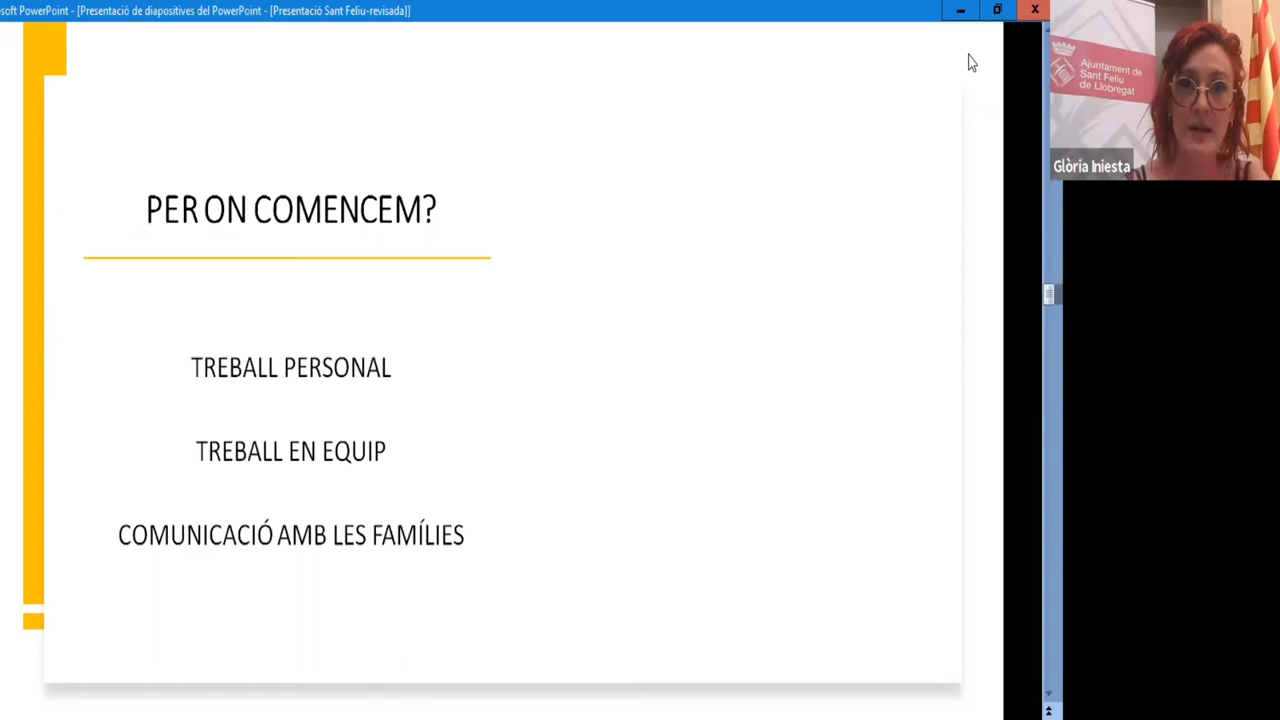 soft PowerPoint - [Presentació de diapositives del PowerPoint - [Presentació Sant Feliu-revisada]]
Ajuntament de
Sant Feliu
de Llobregat
Glòria Iniesta
PER ON COMENCEM?
TREBALL PERSONAL
TREBALL EN EQUIP
COMUNICACIÓ AMB LES FAMÍLIES